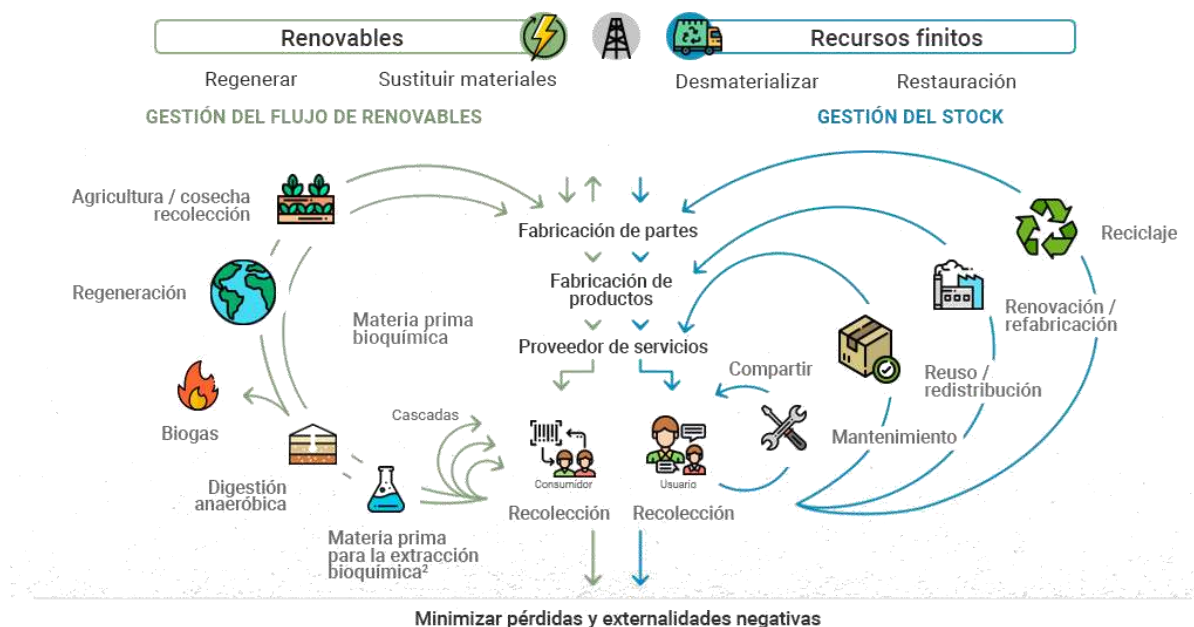 Renovables
Recursos finitos
Regenerar
Sustituir materiales
Desmaterializar
Restauración
GESTIÓN DEL FLUJO DE RENOVABLES
GESTIÓN DEL STOCK
Agricultura / cosecha
recolección
Regeneración
Materia prima
bioquímica
Biogas
Digestión
anaeróbica
Cascadas
Materia prima
para la extracción
bioquímica²
Fabricación de partes
Fabricación de
productos
Proveedor de servicios
Consumidor
Usuario
Recolección
Recolección
Compartir
Mantenimiento
Reuso /
redistribución
Renovación /
refabricación
Reciclaje
Minimizar pérdidas y externalidades negativas